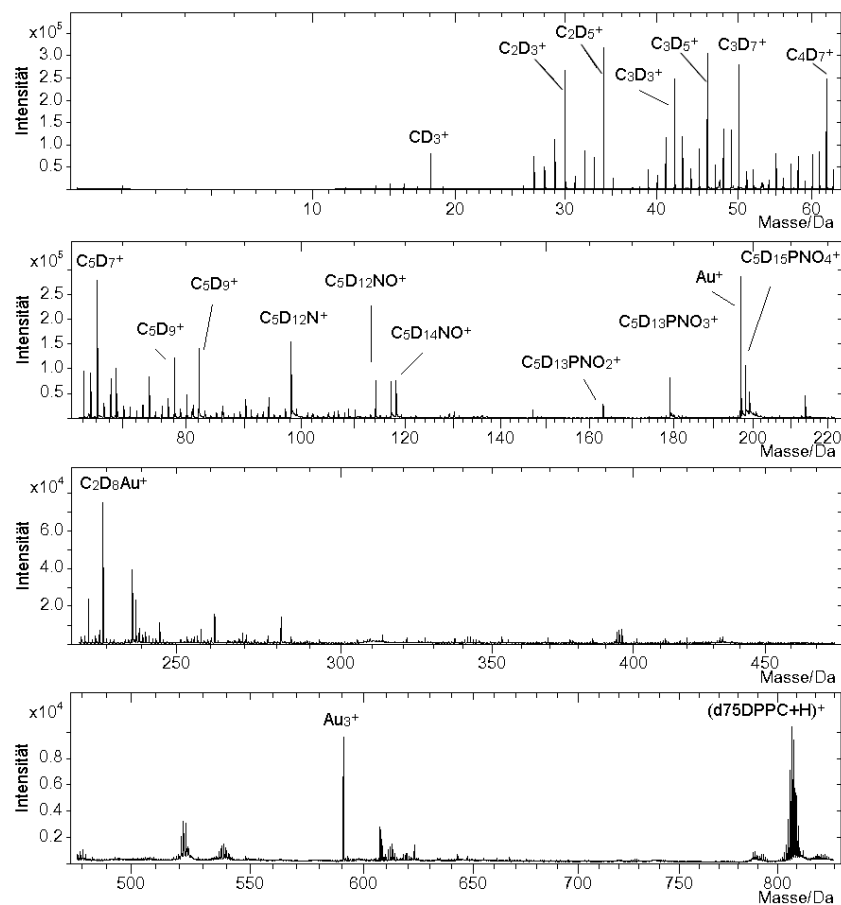 x10⁵
C₂D₅⁺
C₃D₅⁺ C₃D₇⁺
C₂D₃⁺
C₄D₇⁺
C₃D₃⁺
CD₃⁺
Intensität
3.0
2.5
2.0
1.5
1.0
0.5
10 20 30 40 50 60
Masse/Da
x10⁵
C₅D₇⁺
C₅D₁₅PNO₄⁺
Au⁺
C₅D₉⁺
C₅D₁₂NO⁺
C₅D₉⁺
C₅D₁₂N⁺
C₅D₁₃PNO₃⁺
C₅D₁₄NO⁺
C₅D₁₃PNO₂⁺
Intensität
2.5
2.0
1.5
1.0
0.5
80 100 120 140 160 180 200 220
Masse/Da
x10⁴
C₂D₈Au⁺
Intensität
6.0
4.0
2.0
250 300 350 400 450
Masse/Da
x10⁴
Au₃⁺
(d75DPPC+H)⁺
Intensität
0.8
0.6
0.4
0.2
500 550 600 650 700 750 800
Masse/Da